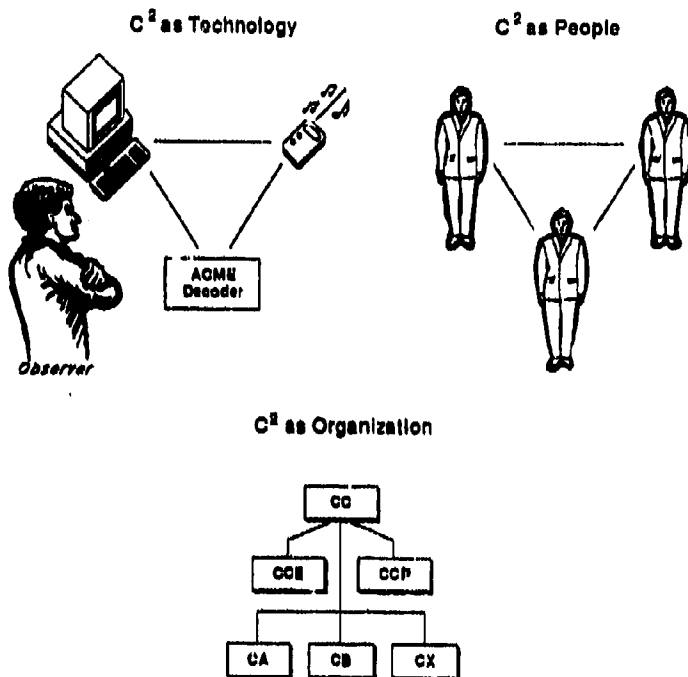 C² as Technology
C² as People
ACME
Decoder
Observer
C² as Organization
CC
CCE
CCP
CA
CB
CX